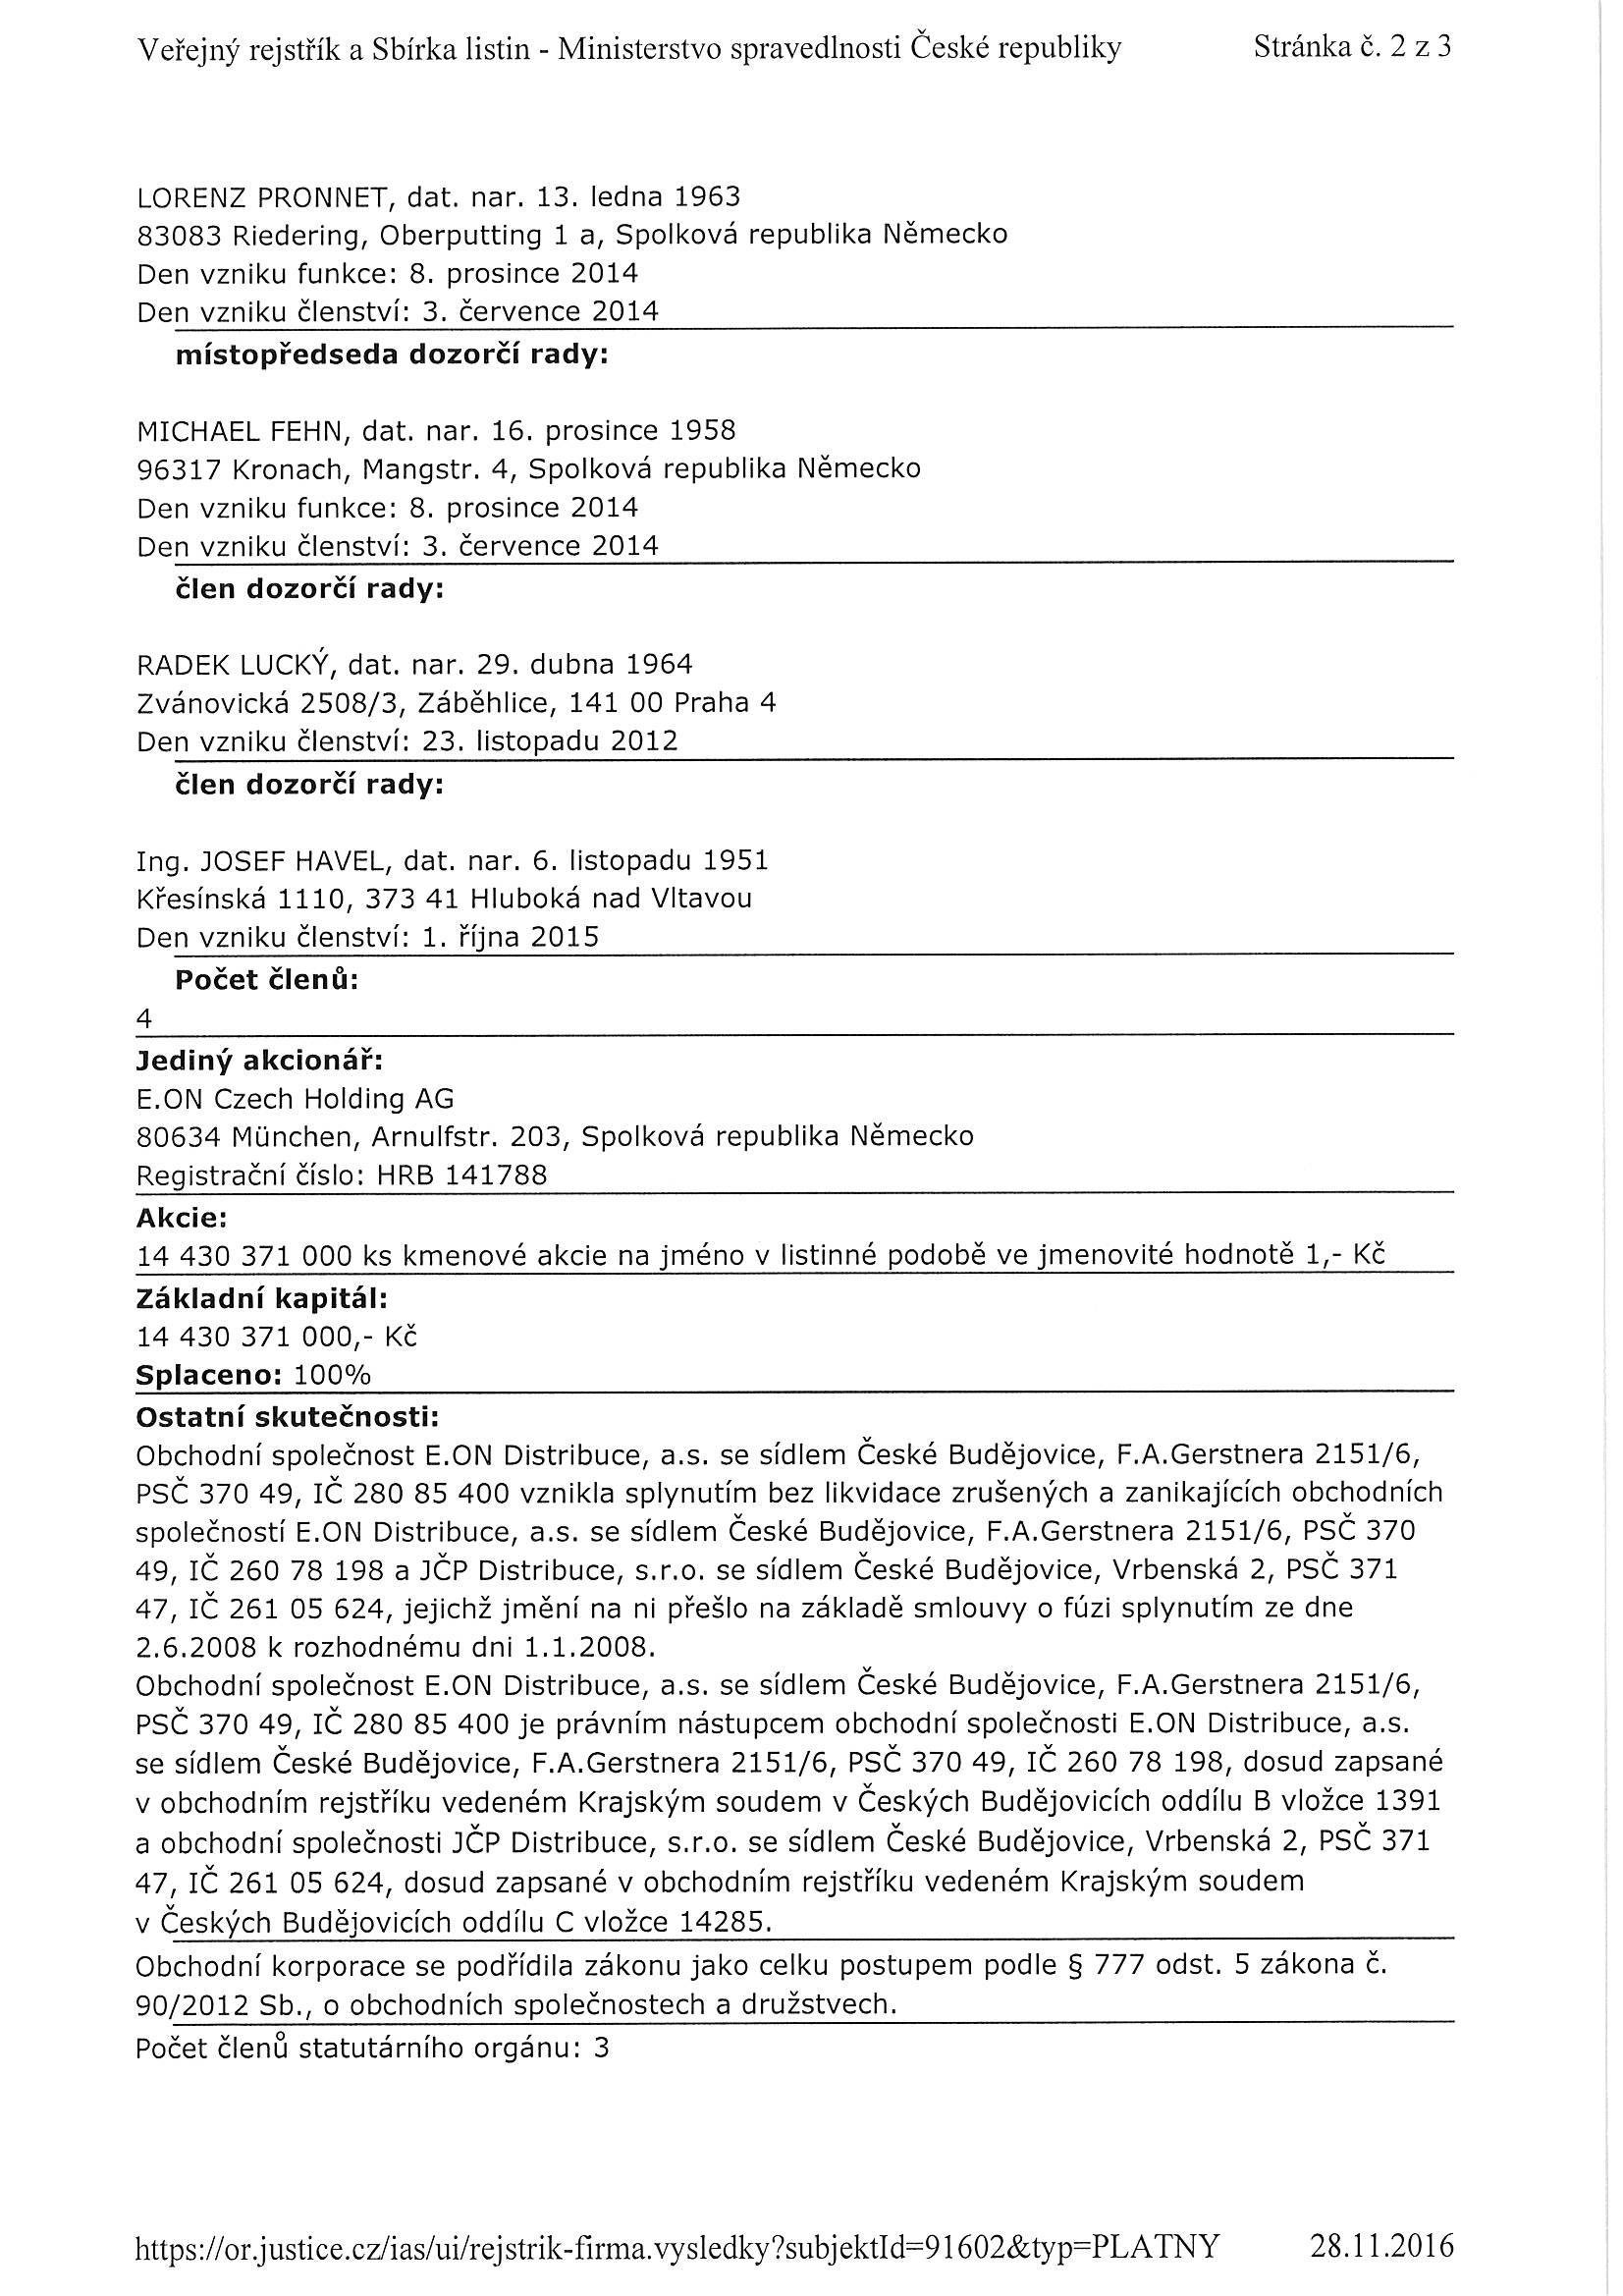 Veřejný rejstřík a Sbírka listin - Ministerstvo spravedlnosti České republiky Stránka č. 2 z 3
LORENZ PRONNET, dat. nar. 13. ledna 1963
83083 Riedering, Oberputting 1 a, Spolková republika Německo
Den vzniku funkce: 8. prosince 2014
Den vzniku členství: 3. července 2014
místopředseda dozorčí rady:
MICHAEL FEHN, dat. nar. 16. prosince 1958
96317 Kronach, Mangstr. 4, Spolková republika Německo
Den vzniku funkce: 8. prosince 2014
Den vzniku členství: 3. července 2014
člen dozorčí rady:
RADEK LUCKÝ, dat. nar. 29. dubna 1964
Zvánovická 2508/3, Záběhlice, 141 00 Praha 4
Den vzniku členství: 23. listopadu 2012
člen dozorčí rady:
Ing. JOSEF HAVEL, dat. nar. 6. listopadu 1951
Křesínská 1110, 373 41 Hluboká nad Vltavou
Den vzniku členství: 1. října 2015
Počet členů:
4
Jediný akcionář:
E.ON Czech Holding AG
80634 München, Arnulfstr. 203, Spolková republika Německo
Registrační číslo: HRB 141788
Akcie:
14 430 371 000 ks kmenové akcie na jméno v listinné podobě ve jmenovité hodnotě 1,- Kč
Základní kapitál:
14 430 371 000,- Kč
Splaceno: 100%
Ostatní skutečnosti:
Obchodní společnost E.ON Distribuce, a.s. se sídlem České Budějovice, F.A.Gerstnera 2151/6,
PSČ 370 49, IČ 280 85 400 vznikla splynutím bez likvidace zrušených a zanikajících obchodních
společností E.ON Distribuce, a.s. se sídlem České Budějovice, F.A.Gerstnera 2151/6, PSČ 370
49, IČ 260 78 198 a JČP Distribuce, s.r.o. se sídlem České Budějovice, Vrbenská 2, PSČ 371
47, IČ 261 05 624, jejichž jmění na ni přešlo na základě smlouvy o fúzi splynutím ze dne
2.6.2008 k rozhodnému dni 1.1.2008.
Obchodní společnost E.ON Distribuce, a.s. se sídlem České Budějovice, F.A.Gerstnera 2151/6,
PSČ 370 49, IČ 280 85 400 je právním nástupcem obchodní společnosti E.ON Distribuce, a.s.
se sídlem České Budějovice, F.A.Gerstnera 2151/6, PSČ 370 49, IČ 260 78 198, dosud zapsané
v obchodním rejstříku vedeném Krajským soudem v Českých Budějovicích oddílu B vložce 1391
a obchodní společnosti JČP Distribuce, s.r.o. se sídlem České Budějovice, Vrbenská 2, PSČ 371
47, IČ 261 05 624, dosud zapsané v obchodním rejstříku vedeném Krajským soudem
v Českých Budějovicích oddílu C vložce 14285.
Obchodní korporace se podřídila zákonu jako celku postupem podle § 777 odst. 5 zákona č.
90/2012 Sb., o obchodních společnostech a družstvech.
Počet členů statutárního orgánu: 3
https://or.justice.cz/ias/ui/rejstrik-firma.vysledky?subjektId=91602&typ=PLATNY 28.11.2016